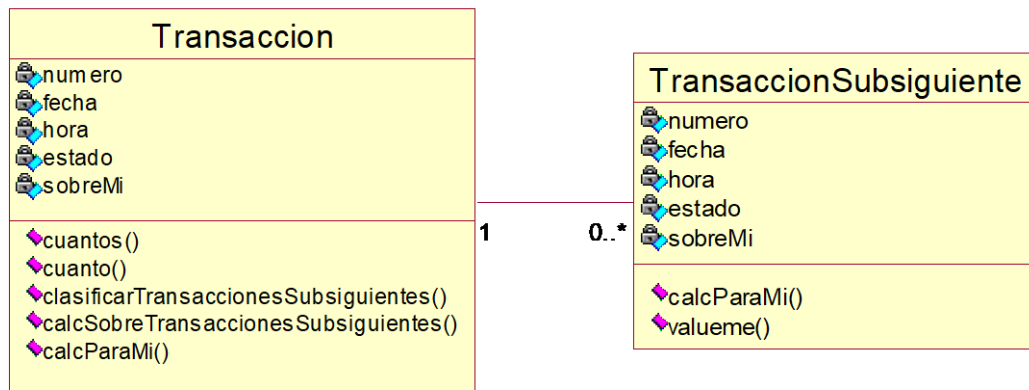 Transaccion
numero
fecha
hora
estado
sobreMi
cuantos()
cuanto()
clasificarTransaccionesSubsiguientes()
calcSobreTransaccionesSubsiguientes()
calcParaMi()
1
0..*
TransaccionSubsiguiente
numero
fecha
hora
estado
sobreMi
calcParaMi()
valueme()